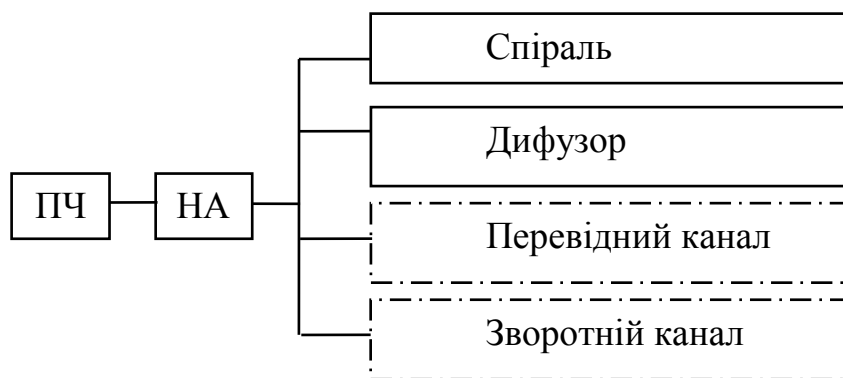 Спіраль
Дифузор
ПЧ
НА
Перевідний канал
Зворотній канал